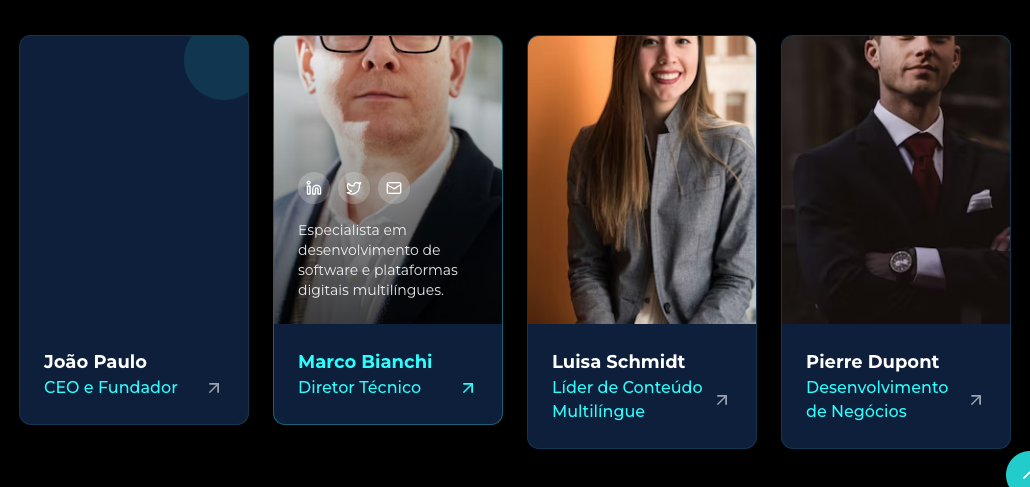 Especialista em
desenvolvimento de
software e plataformas
digitais multilíngues.
João Paulo
CEO e Fundador
Marco Bianchi
Diretor Técnico
Luisa Schmidt
Líder de Conteúdo
Multilíngue
Pierre Dupont
Desenvolvimento
de Negócios